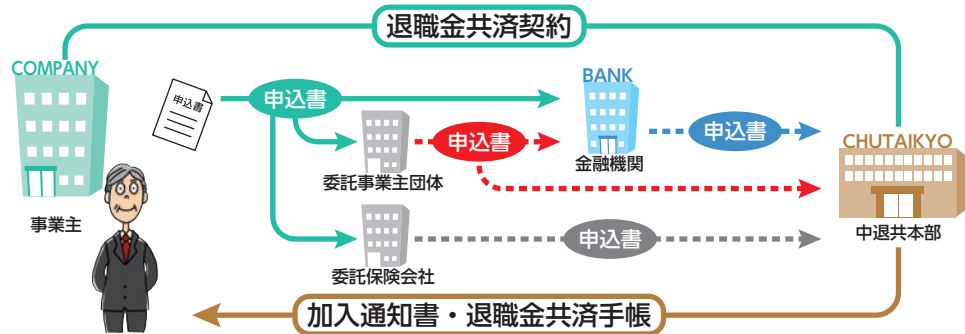 退職金共済契約
COMPANY
申込書
申込書
BANK
申込書
申込書
CHUTAIKYO
委託事業主団体
金融機関
事業主
中退共本部
申込書
委託保険会社
加入通知書・退職金共済手帳